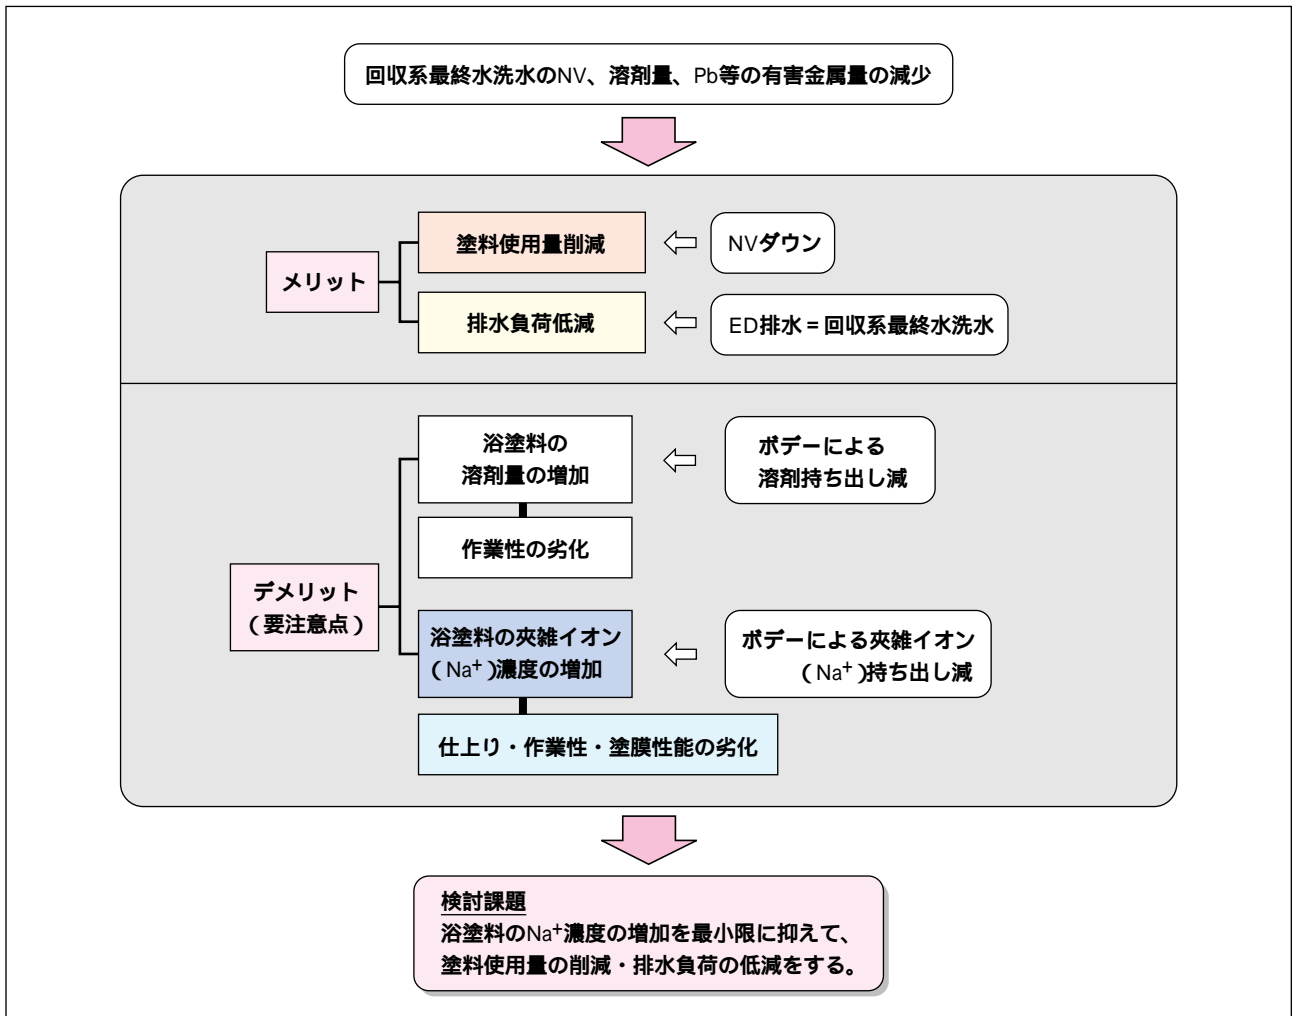 回収系最終水洗水のNV、溶剤量、Pb等の有害金属量の減少
メリット
塗料使用量削減
NVダウン
排水負荷低減
ED排水＝回収系最終水洗水
デメリット
（要注意点）
浴塗料の
溶剤量の増加
ボデーによる
溶剤持ち出し減
作業性の劣化
浴塗料の夾雑イオン
（Na⁺）濃度の増加
ボデーによる夾雑イオン
（Na⁺）持ち出し減
仕上り・作業性・塗膜性能の劣化
検討課題
浴塗料のNa⁺濃度の増加を最小限に抑えて、
塗料使用量の削減・排水負荷の低減をする。